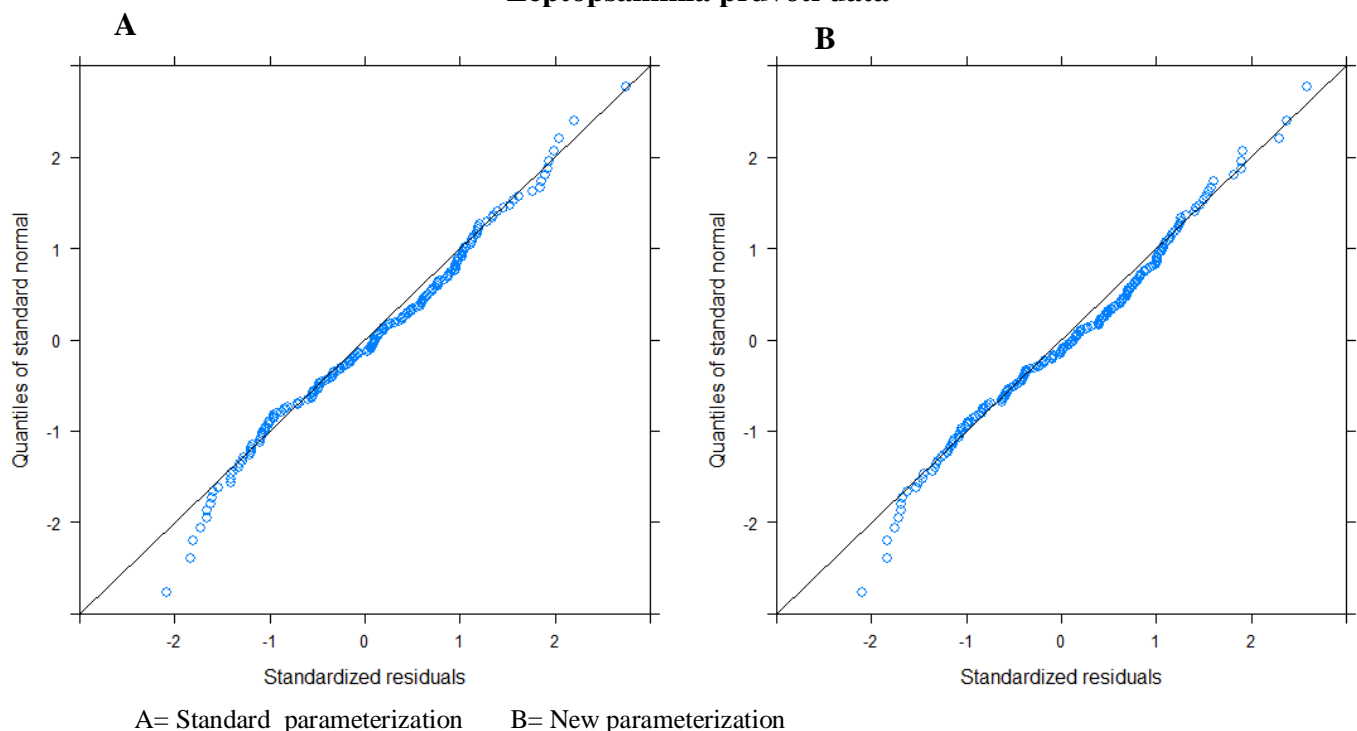 A
B
2
1
0
-1
-2
Quantiles of standard normal
-2 -1 0 1 2
Standardized residuals
2
1
0
-1
-2
Quantiles of standard normal
-2 -1 0 1 2
Standardized residuals
A= Standard parameterization B= New parameterization